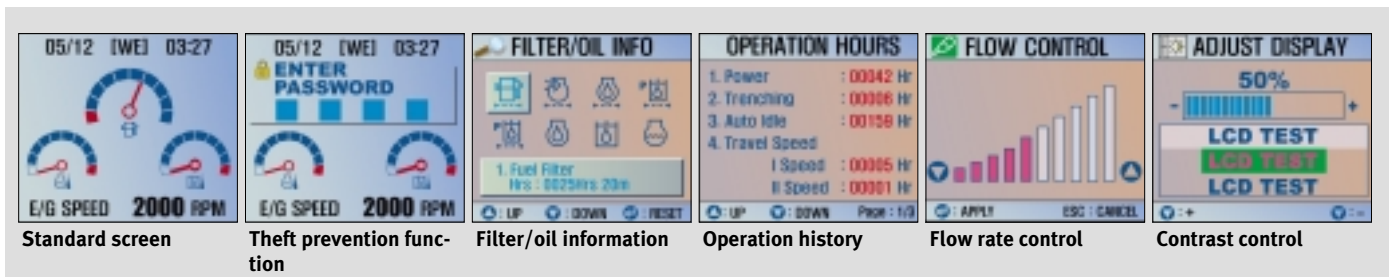 05/12 [WE] 03:27
E/G SPEED 2000 RPM
Standard screen
05/12 [WE] 03:27
ENTER
PASSWORD
E/G SPEED 2000 RPM
Theft prevention func-
tion
FILTER/OIL INFO
1. Fuel Filter
Hrs : 0025Hrs 20m
: UP : DOWN : RESET
Filter/oil information
OPERATION HOURS
1. Power : 00042 Hr
2. Trenching : 00006 Hr
3. Auto Idle : 00159 Hr
4. Travel Speed
I Speed : 00005 Hr
II Speed : 00001 Hr
: UP : DOWN Page : 1/3
Operation history
FLOW CONTROL
: APPLY ESC : CANCEL
Flow rate control
ADJUST DISPLAY
50%
- +
LCD TEST
LCD TEST
LCD TEST
: + : -
Contrast control